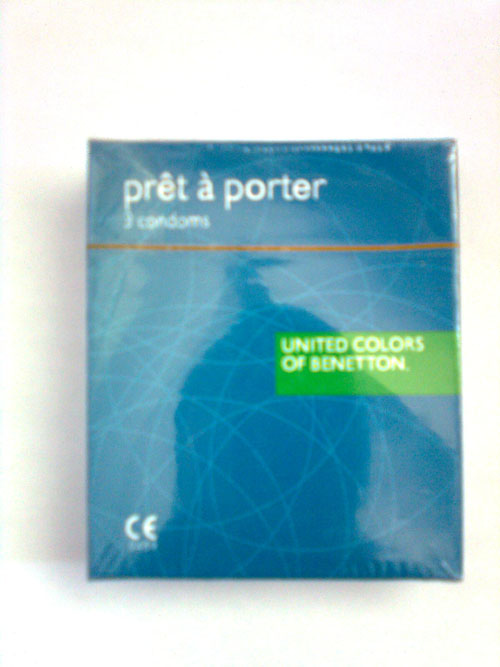 prêt à porter
3 condoms
UNITED COLORS
OF BENETTON.
CE